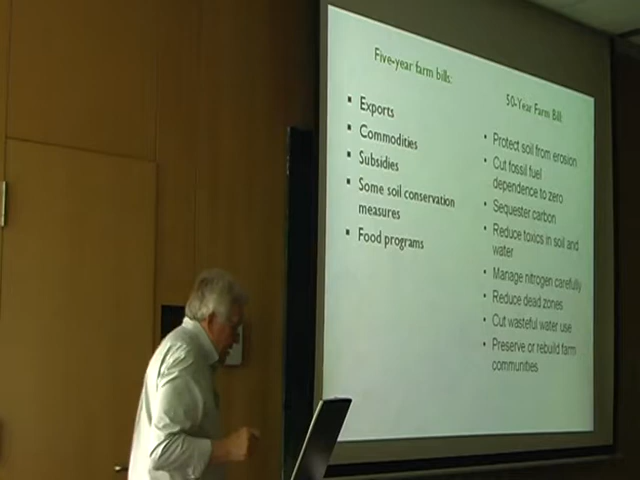 Five-year farm bills:
Exports
Commodities
Subsidies
Some soil conservation
measures
Food programs
50-Year Farm Bill:
Protect soil from erosion
Cut fossil fuel
dependence to zero
Sequester carbon
Reduce toxics in soil and
water
Manage nitrogen carefully
Reduce dead zones
Cut wasteful water use
Preserve or rebuild farm
communities